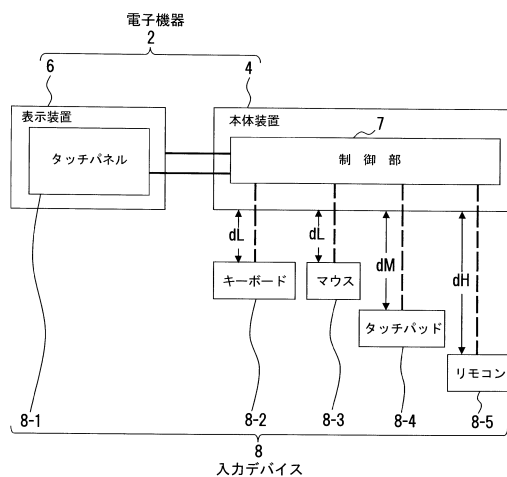 電子機器
2
6
4
表示装置
本体装置
7
タッチパネル
制 御 部
dL
dL
dM
dH
キーボード
マウス
タッチパッド
リモコン
8-1
8-2
8-3
8-4
8-5
8
入力デバイス